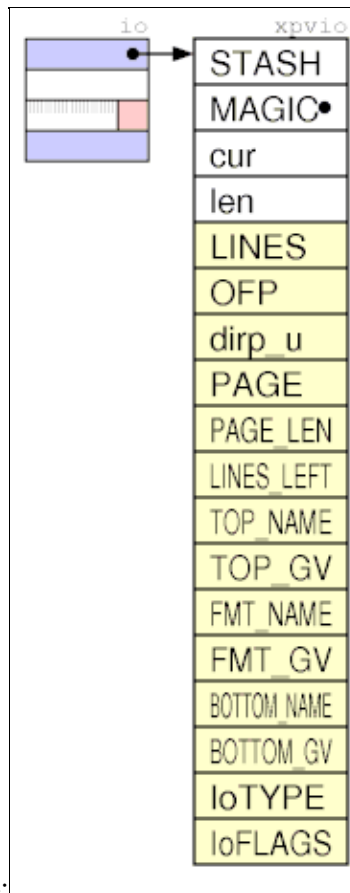 io xpvio
STASH
MAGIC
cur
len
LINES
OFP
dirp_u
PAGE
PAGE_LEN
LINES_LEFT
TOP_NAME
TOP_GV
FMT_NAME
FMT_GV
BOTTOM_NAME
BOTTOM_GV
IoTYPE
IoFLAGS
.